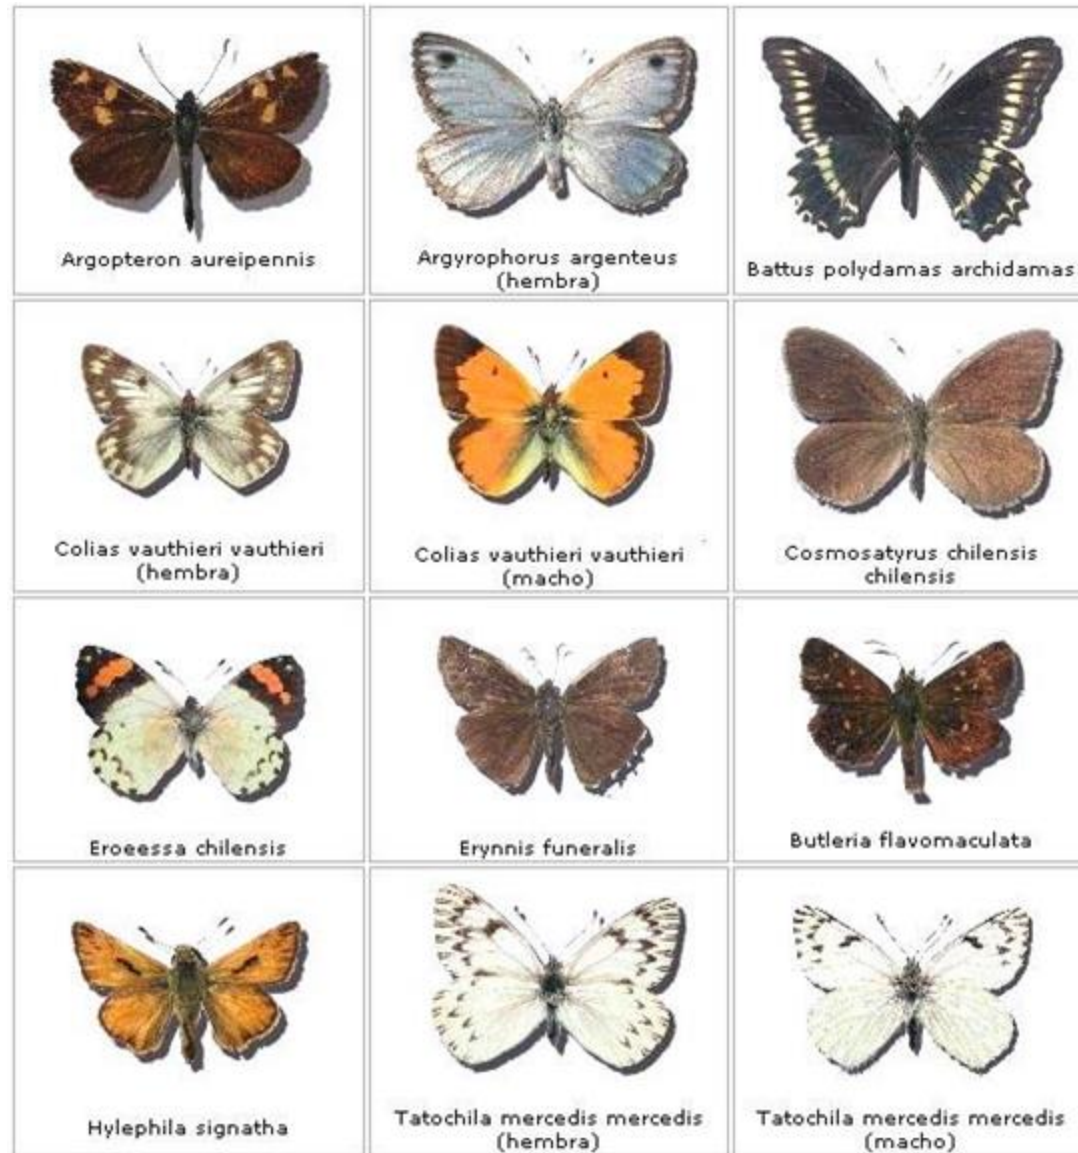 Argopteron aureipennis
Argyrophorus argenteus
(hembra)
Battus polydamas archidamas
Colias vauthieri vauthieri
(hembra)
Colias vauthieri vauthieri
(macho)
Cosmosatyrus chilensis
chilensis
Eroeessa chilensis
Erynnis funeralis
Butleria flavomaculata
Hylephila signatha
Tatochila mercedis mercedis
(hembra)
Tatochila mercedis mercedis
(macho)